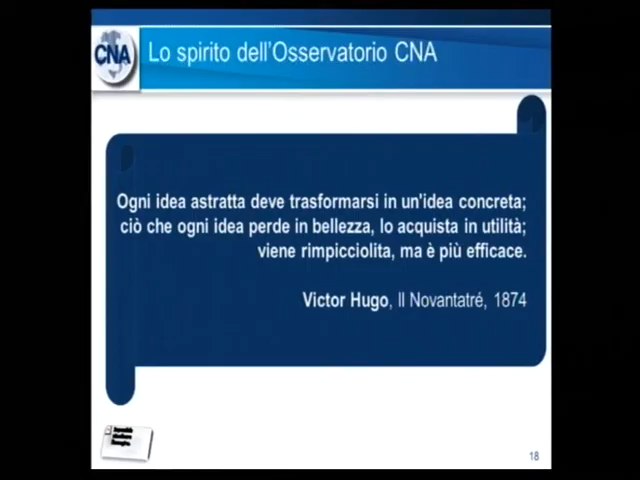 CNA
Lo spirito dell'Osservatorio CNA
Ogni idea astratta deve trasformarsi in un'idea concreta;
ciò che ogni idea perde in bellezza, lo acquista in utilità;
viene rimpicciolita, ma è più efficace.
Victor Hugo, Il Novantatré, 1874
18